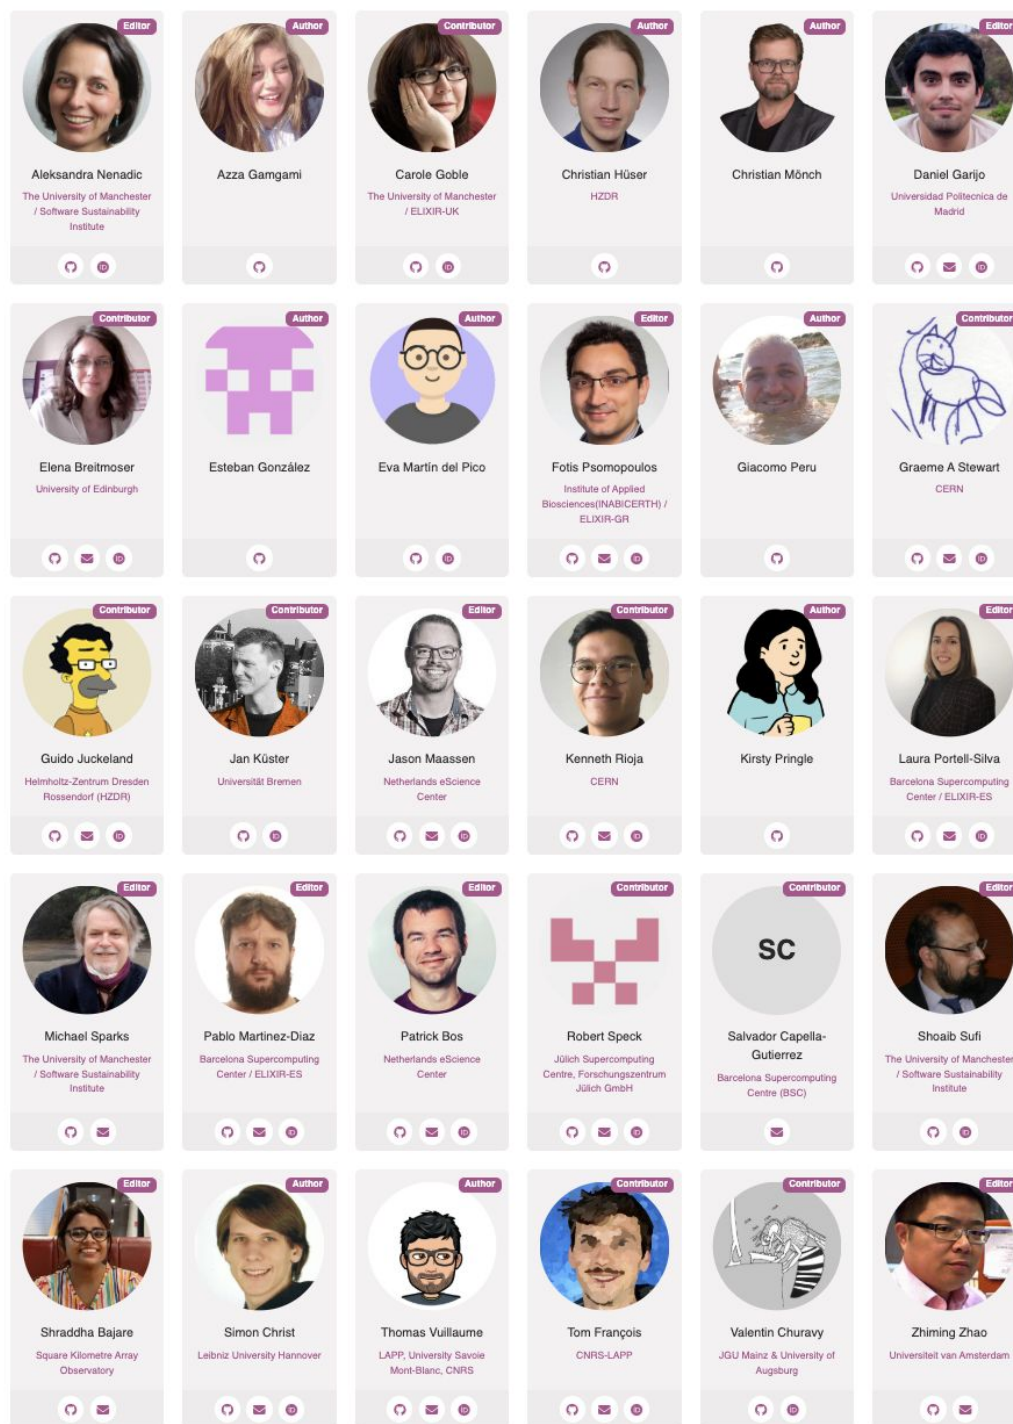 Editor
Aleksandra Nenadic
The University of Manchester
/ Software Sustainability
Institute
Author
Azza Gamgami
Contributor
Carole Goble
The University of Manchester
/ ELIXIR-UK
Author
Christian Hüser
HZDR
Author
Christian Mönch
Editor
Daniel Garijo
Universidad Politecnica de
Madrid
Contributor
Elena Breitmoser
University of Edinburgh
Author
Esteban González
Author
Eva Martín del Pico
Editor
Fotis Psomopoulos
Institute of Applied
Biosciences(INAB|CERTH) /
ELIXIR-GR
Author
Giacomo Peru
Contributor
Graeme A Stewart
CERN
Contributor
Guido Juckeland
Helmholtz-Zentrum Dresden
Rossendorf (HZDR)
Contributor
Jan Küster
Universität Bremen
Editor
Jason Maassen
Netherlands eScience
Center
Contributor
Kenneth Rioja
CERN
Author
Kirsty Pringle
Editor
Laura Portell-Silva
Barcelona Supercomputing
Center / ELIXIR-ES
Editor
Michael Sparks
The University of Manchester
/ Software Sustainability
Institute
Editor
Pablo Martinez-Diaz
Barcelona Supercomputing
Center / ELIXIR-ES
Editor
Patrick Bos
Netherlands eScience
Center
Contributor
Robert Speck
Jülich Supercomputing
Centre, Forschungszentrum
Jülich GmbH
Contributor
SC
Salvador Capella-
Gutierrez
Barcelona Supercomputing
Centre (BSC)
Editor
Shoaib Sufi
The University of Manchester
/ Software Sustainability
Institute
Editor
Shraddha Bajare
Square Kilometre Array
Observatory
Author
Simon Christ
Leibniz University Hannover
Author
Thomas Vuillaume
LAPP, University Savoie
Mont-Blanc, CNRS
Contributor
Tom François
CNRS-LAPP
Contributor
Valentin Churavy
JGU Mainz & University of
Augsburg
Editor
Zhiming Zhao
Universiteit van Amsterdam